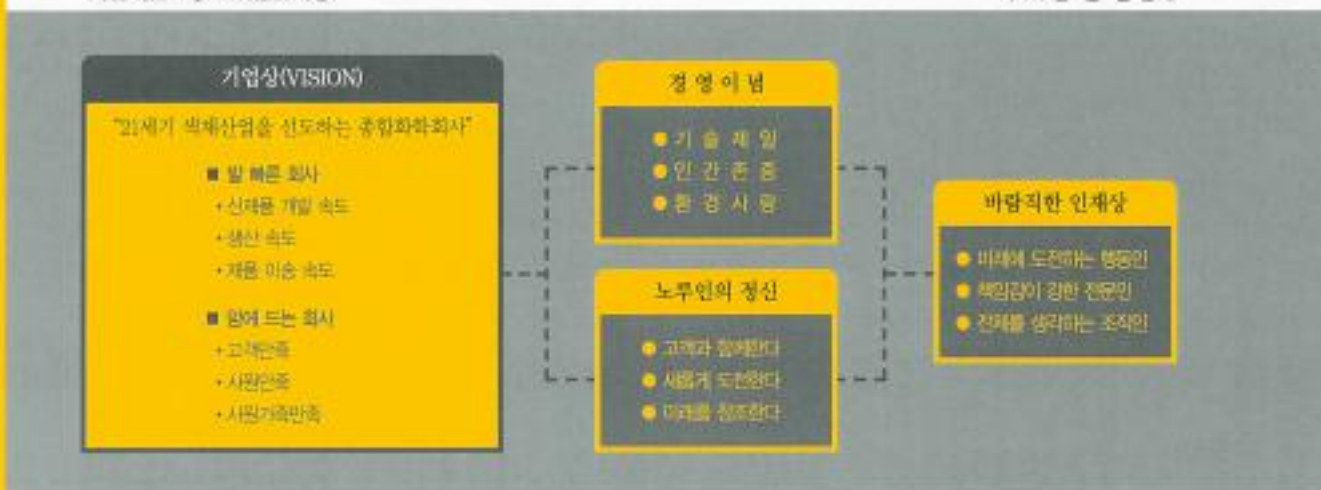 기업상(VISION)
"21세기 색채산업을 선도하는 종합화학회사"
■ 발 빠른 회사
• 신제품 개발 속도
• 생산 속도
• 제품 이송 속도
■ 맘에 드는 회사
• 고객만족
• 사원만족
• 사원가족만족
경 영 이 념
● 기 술 제 일
● 인 간 존 중
● 환 경 사 랑
노루인의 정신
● 고객과 함께한다
● 새롭게 도전한다
● 미래를 창조한다
바람직한 인재상
● 미래에 도전하는 행동인
● 책임감이 강한 전문인
● 전체를 생각하는 조직인